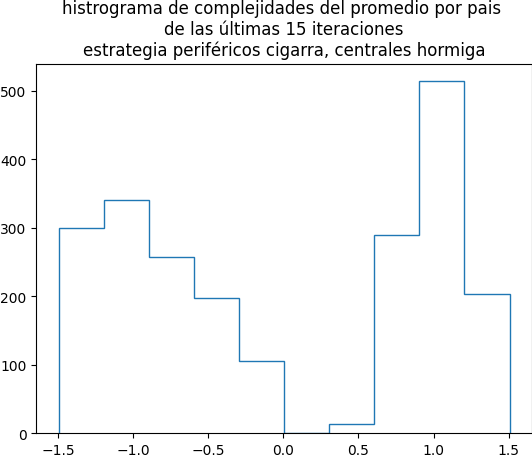 histrograma de complejidades del promedio por pais
de las últimas 15 iteraciones
estrategia periféricos cigarra, centrales hormiga
500
400
300
200
100
0
−1.5 −1.0 −0.5 0.0 0.5 1.0 1.5